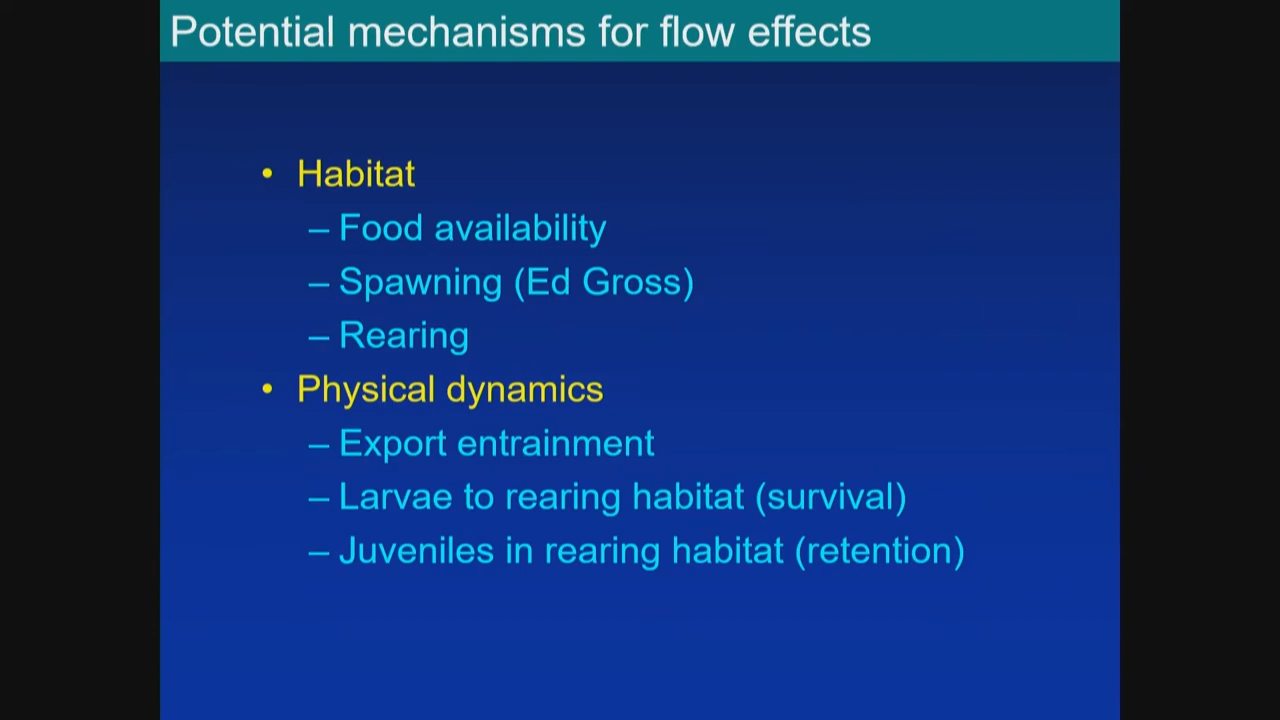 Potential mechanisms for flow effects
• Habitat
– Food availability
– Spawning (Ed Gross)
– Rearing
• Physical dynamics
– Export entrainment
– Larvae to rearing habitat (survival)
– Juveniles in rearing habitat (retention)